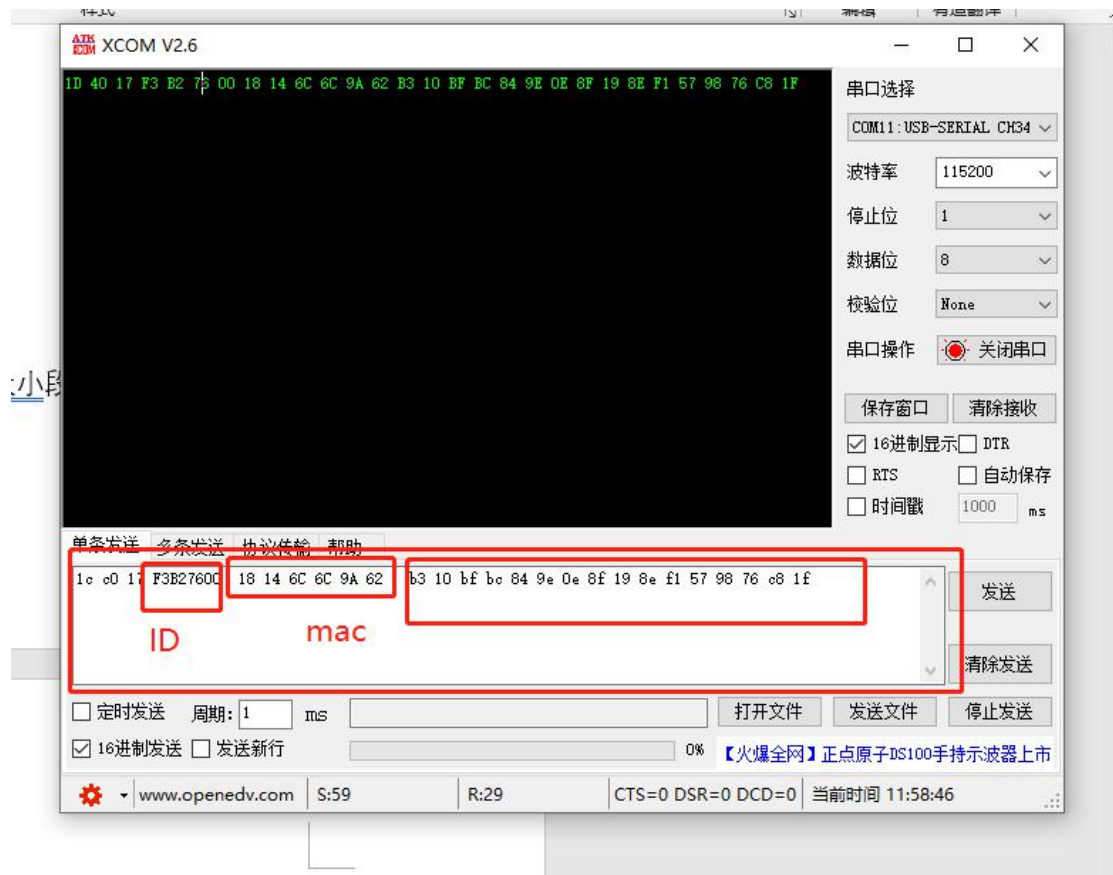 XCOM V2.6
1D 40 17 F3 B2 76 00 18 14 6C 6C 9A 62 B3 10 BF BC 84 9E 0E 8F 19 8E F1 57 98 76 C8 1F
串口选择
COM11:USB-SERIAL CH34
波特率 115200
停止位 1
数据位 8
校验位 None
串口操作 关闭串口
小段
保存窗口 清除接收
16进制显示 DTR
RTS 自动保存
时间戳 1000 ms
单条发送 多条发送 协议传输 帮助
1c c0 17 F3B27600 18 14 6C 6C 9A 62 b3 10 bf bc 84 9e 0e 8f 19 8e f1 57 98 76 c8 1f
发送
ID mac
清除发送
定时发送 周期: 1 ms 打开文件 发送文件 停止发送
16进制发送 发送新行 0% 【火爆全网】正点原子DS100手持示波器上市
www.openedv.com S:59 R:29 CTS=0 DSR=0 DCD=0 当前时间 11:58:46